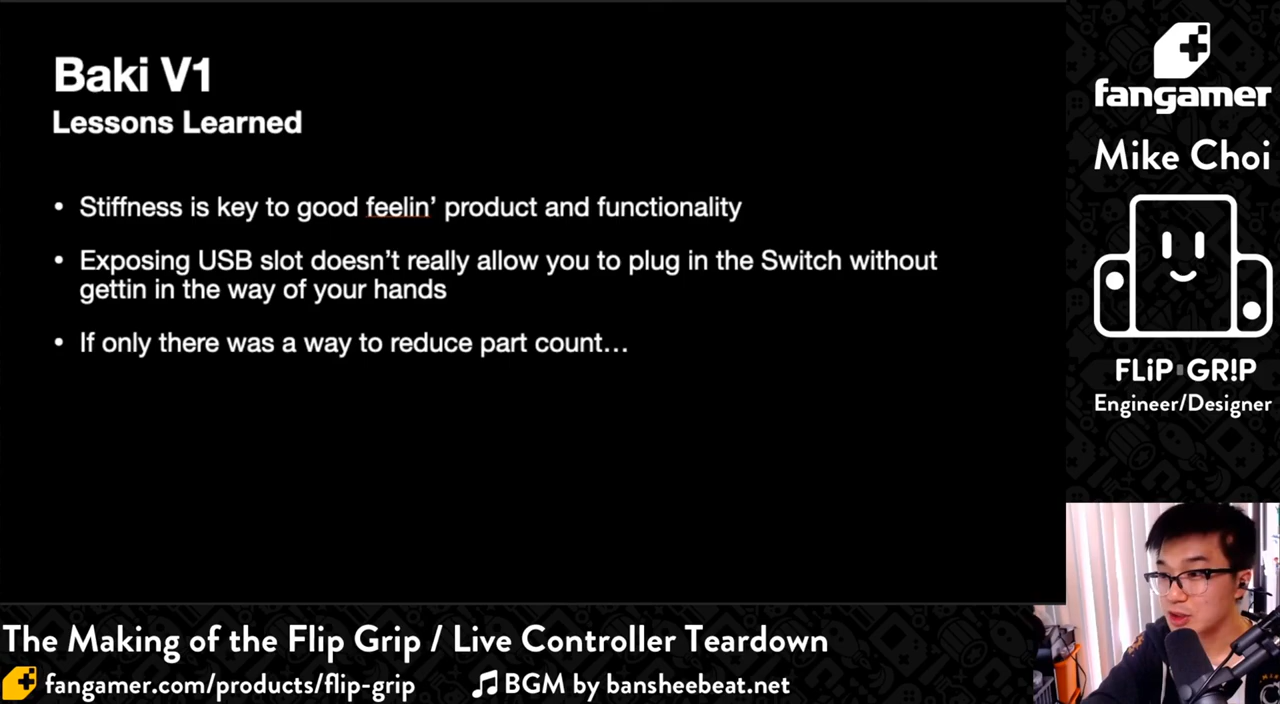 Baki V1
Lessons Learned
• Stiffness is key to good feelin’ product and functionality
• Exposing USB slot doesn’t really allow you to plug in the Switch without
gettin in the way of your hands
• If only there was a way to reduce part count…
fangamer
Mike Choi
FLiP GR!P
Engineer/Designer
The Making of the Flip Grip / Live Controller Teardown
fangamer.com/products/flip-grip
BGM by bansheebeat.net